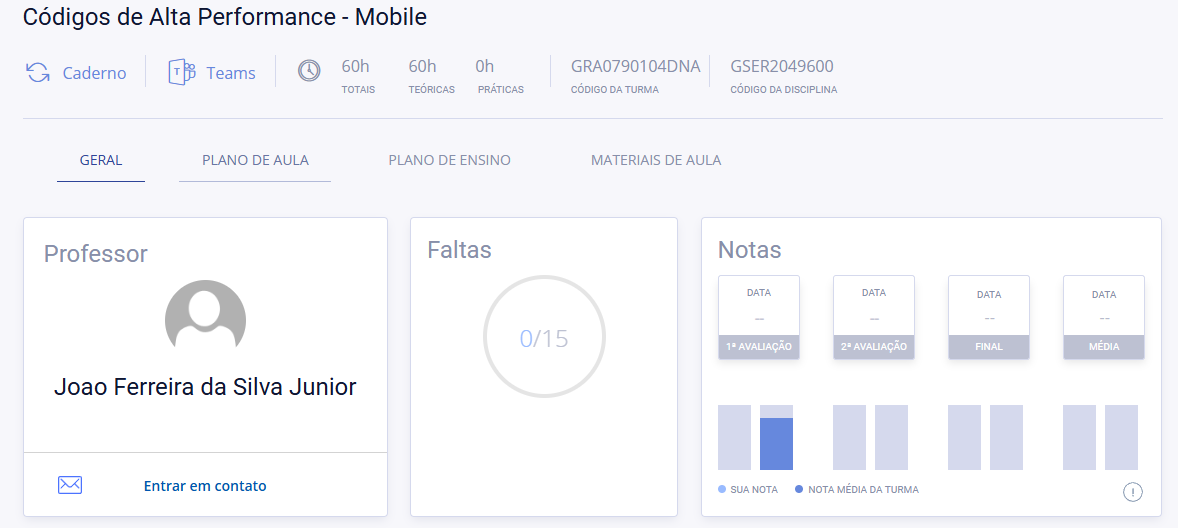 Códigos de Alta Performance - Mobile
Caderno
Teams
60h
TOTAIS
60h
TEÓRICAS
0h
PRÁTICAS
GRA0790104DNA
CÓDIGO DA TURMA
GSER2049600
CÓDIGO DA DISCIPLINA
GERAL
PLANO DE AULA
PLANO DE ENSINO
MATERIAIS DE AULA
Professor
Joao Ferreira da Silva Junior
Entrar em contato
Faltas
0/15
Notas
DATA
--
1ª AVALIAÇÃO
DATA
--
2ª AVALIAÇÃO
DATA
--
FINAL
DATA
--
MÉDIA
SUA NOTA
NOTA MÉDIA DA TURMA